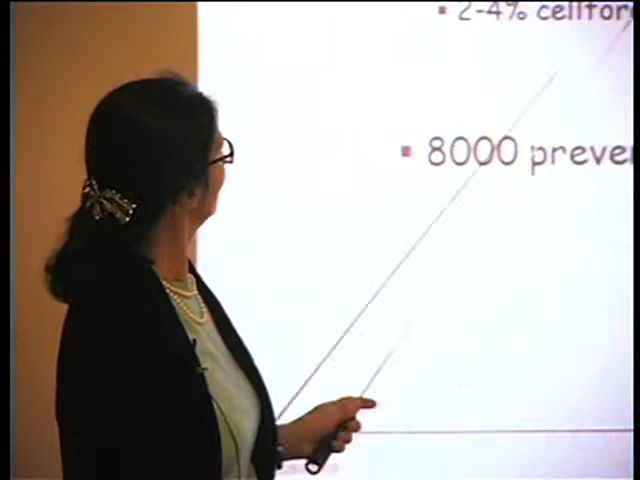 ▪ 2-4% cellfor
▪ 8000 preve